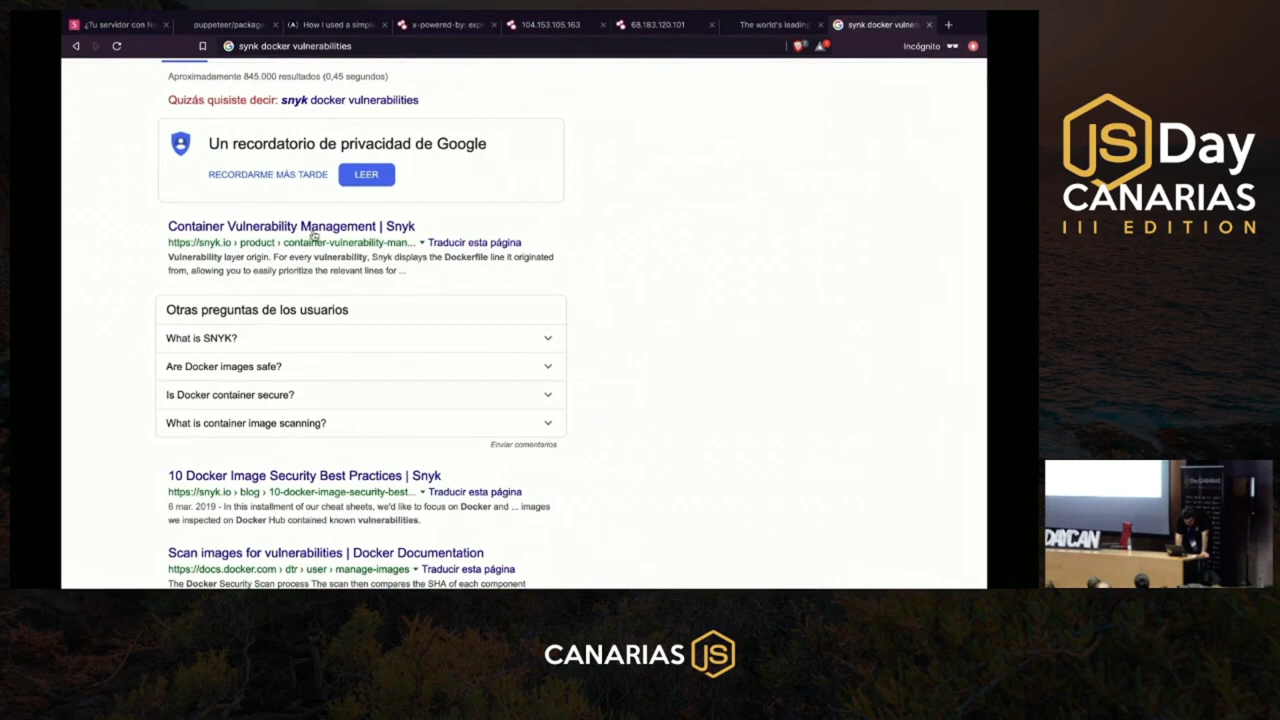 ¿Tu servidor con No
puppeteer/package
How I used a simple
x-powered-by: exp
104.153.105.163
68.183.120.101
The world's leading
synk docker vulner
synk docker vulnerabilities
Incógnito
Aproximadamente 845.000 resultados (0,45 segundos)
Quizás quisiste decir: snyk docker vulnerabilities
Un recordatorio de privacidad de Google
RECORDARME MÁS TARDE
LEER
Container Vulnerability Management | Snyk
https://snyk.io › product › container-vulnerability-man... ▾ Traducir esta página
Vulnerability layer origin. For every vulnerability, Snyk displays the Dockerfile line it originated
from, allowing you to easily prioritize the relevant lines for ...
Otras preguntas de los usuarios
What is SNYK?
Are Docker images safe?
Is Docker container secure?
What is container image scanning?
Enviar comentarios
10 Docker Image Security Best Practices | Snyk
https://snyk.io › blog › 10-docker-image-security-best... ▾ Traducir esta página
6 mar. 2019 - In this installment of our cheat sheets, we'd like to focus on Docker and ... images
we inspected on Docker Hub contained known vulnerabilities.
Scan images for vulnerabilities | Docker Documentation
https://docs.docker.com › dtr › user › manage-images ▾ Traducir esta página
The Docker Security Scan process The scan then compares the SHA of each component
JS Day
CANARIAS
III EDITION
DAYCAN
CANARIAS JS